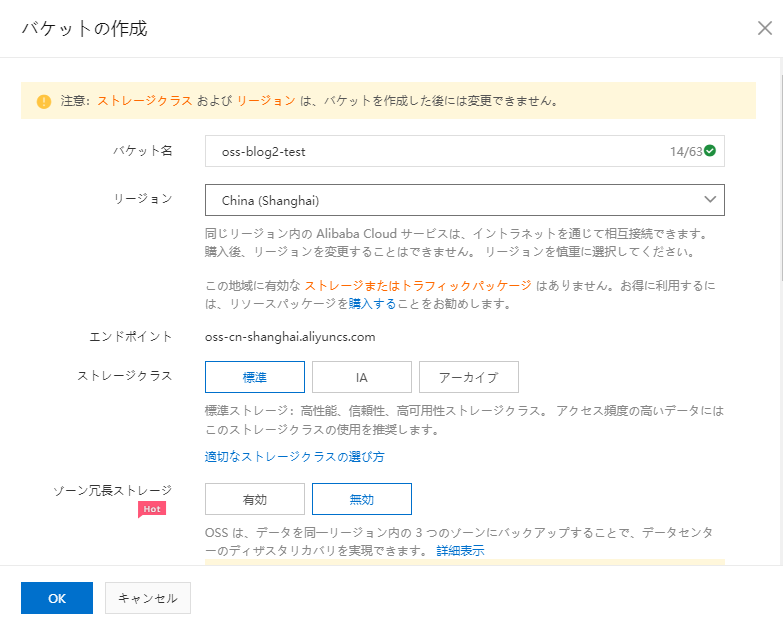 バケットの作成
注意: ストレージクラス および リージョン は、バケットを作成した後には変更できません。
バケット名
oss-blog2-test
14/63
リージョン
China (Shanghai)
同じリージョン内の Alibaba Cloud サービスは、イントラネットを通じて相互接続できます。
購入後、リージョンを変更することはできません。 リージョンを慎重に選択してください。
この地域に有効な ストレージまたはトラフィックパッケージ はありません。お得に利用するに
は、リソースパッケージを購入することをお勧めします。
エンドポイント
oss-cn-shanghai.aliyuncs.com
ストレージクラス
標準
IA
アーカイブ
標準ストレージ: 高性能、信頼性、高可用性ストレージクラス。 アクセス頻度の高いデータには
このストレージクラスの使用を推奨します。
適切なストレージクラスの選び方
ゾーン冗長ストレージ
Hot
有効
無効
OSS は、データを同一リージョン内の 3 つのゾーンにバックアップすることで、データセンタ
ーのディザスタリカバリを実現できます。 詳細表示
OK
キャンセル